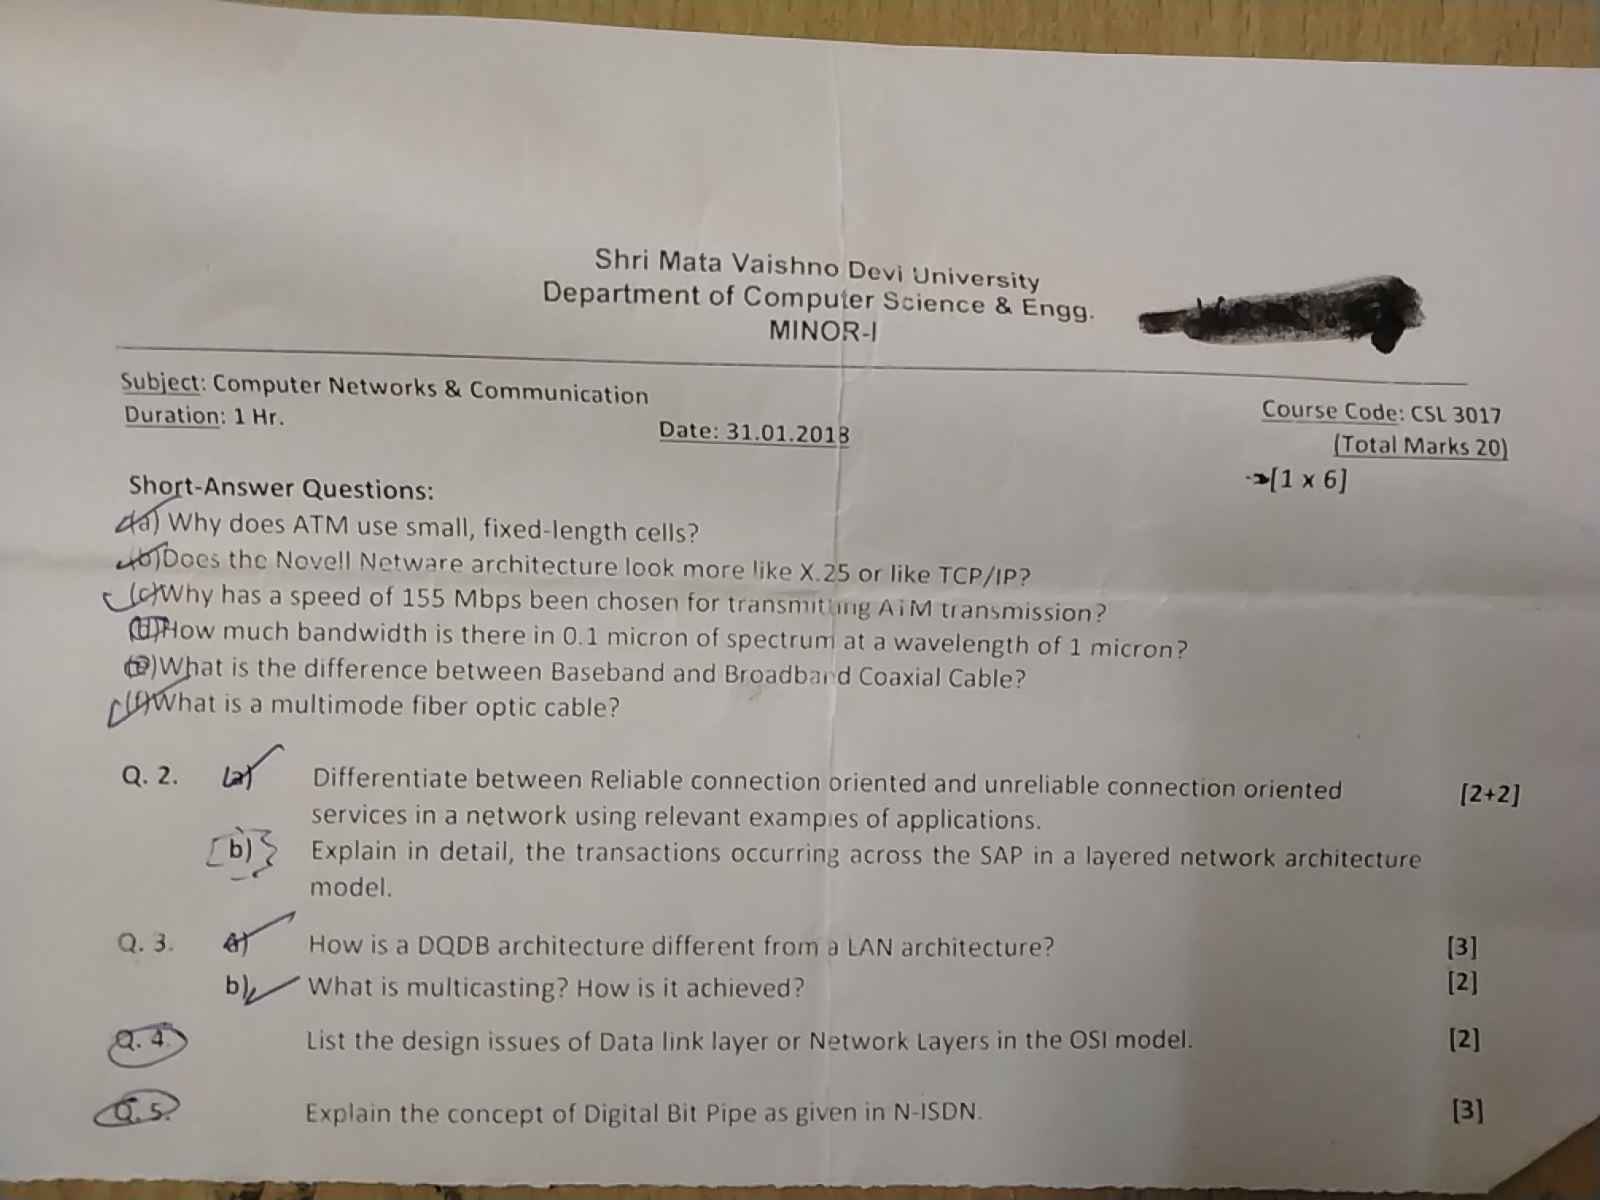 Shri Mata Vaishno Devi University
Department of Computer Science & Engg.
MINOR-I
Subject: Computer Networks & Communication
Course Code: CSL 3017
Duration: 1 Hr.
Date: 31.01.2018
(Total Marks 20)
Short-Answer Questions:
[1 x 6]
(a) Why does ATM use small, fixed-length cells?
(b)Does the Novell Netware architecture look more like X.25 or like TCP/IP?
(c)Why has a speed of 155 Mbps been chosen for transmitting ATM transmission?
(d)How much bandwidth is there in 0.1 micron of spectrum at a wavelength of 1 micron?
(e)What is the difference between Baseband and Broadband Coaxial Cable?
(f)What is a multimode fiber optic cable?
Q. 2. (a) Differentiate between Reliable connection oriented and unreliable connection oriented [2+2]
services in a network using relevant examples of applications.
b) Explain in detail, the transactions occurring across the SAP in a layered network architecture
model.
Q. 3. a) How is a DQDB architecture different from a LAN architecture? [3]
b) What is multicasting? How is it achieved? [2]
Q. 4. List the design issues of Data link layer or Network Layers in the OSI model. [2]
Q. 5. Explain the concept of Digital Bit Pipe as given in N-ISDN. [3]